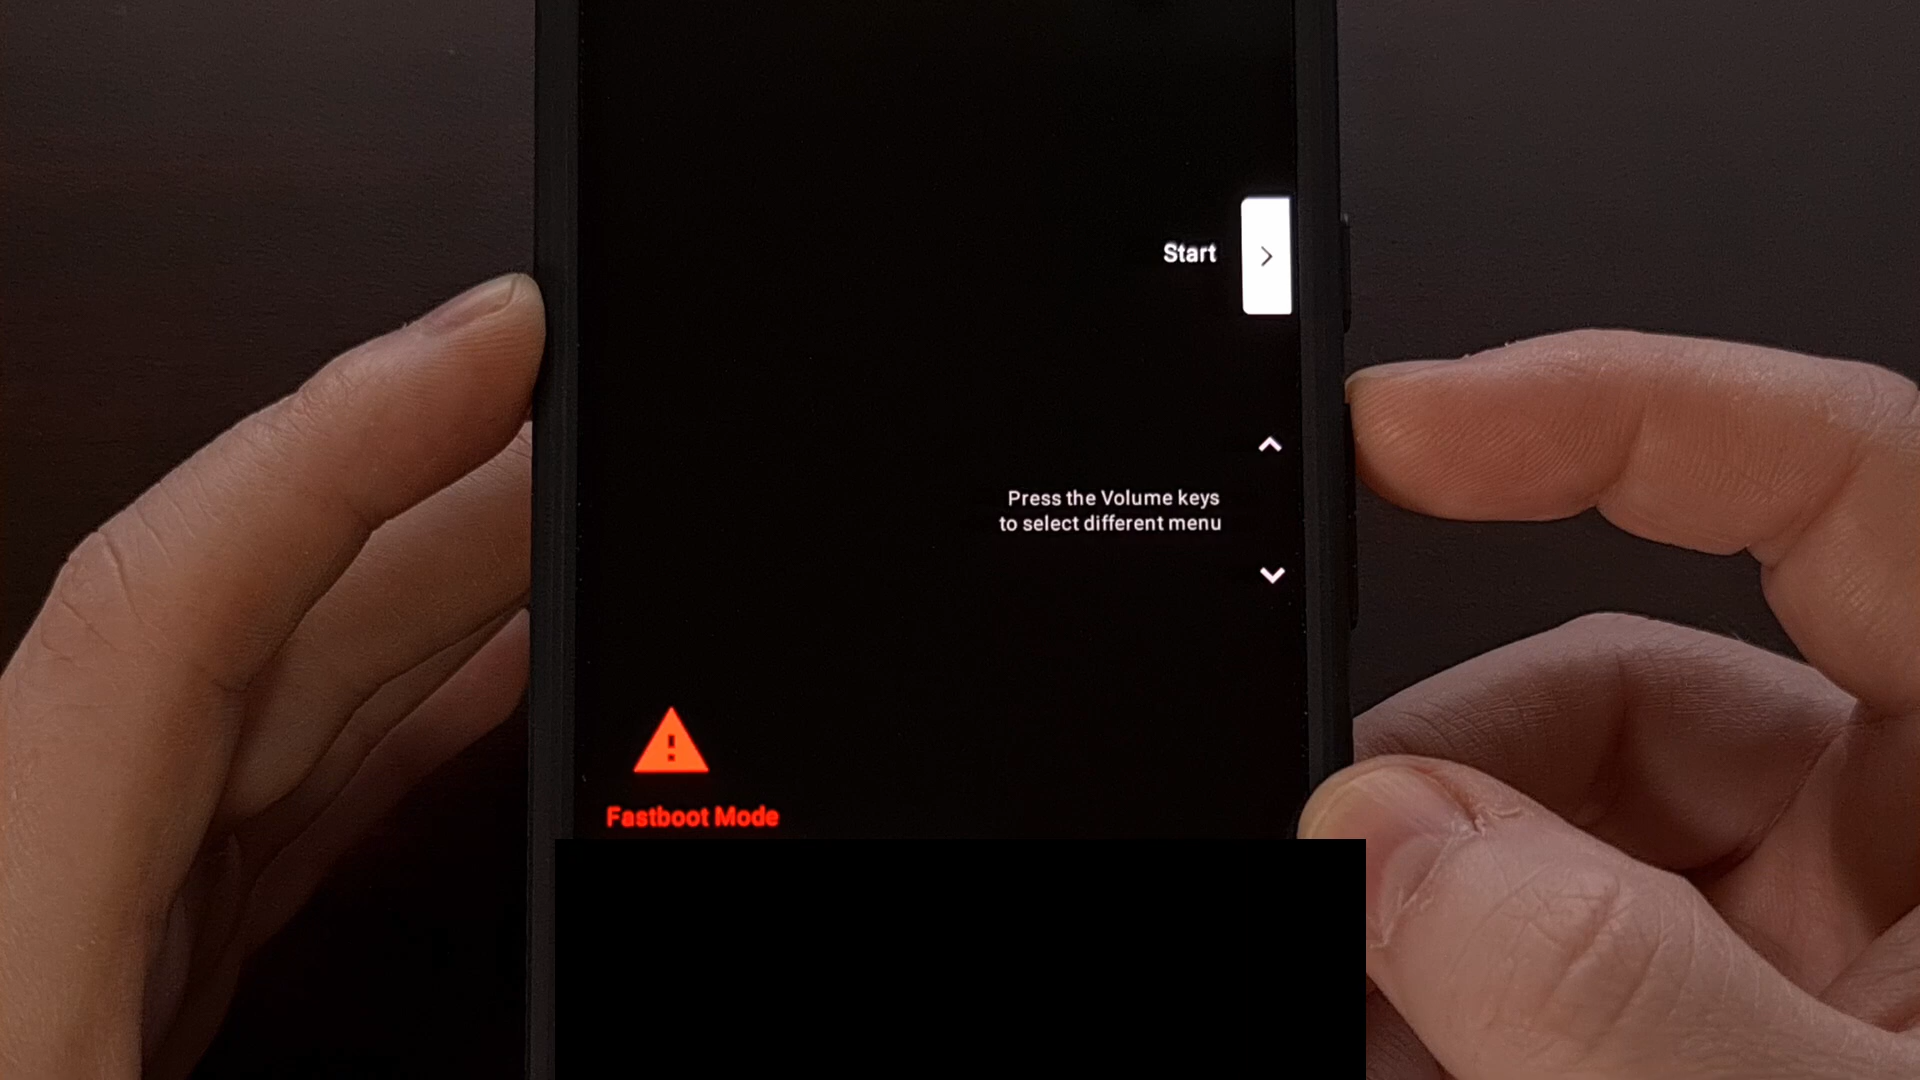 Start
Press the Volume keys
to select different menu
Fastboot Mode